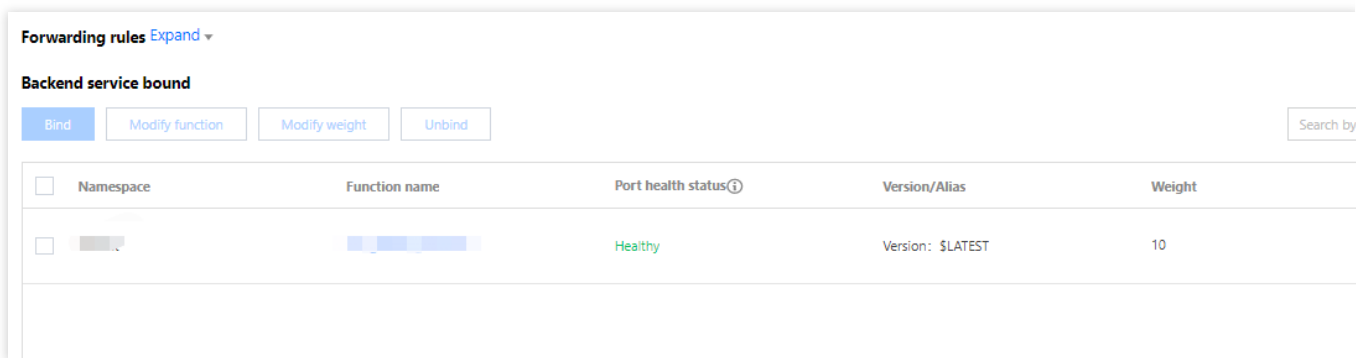 Forwarding rules Expand
Backend service bound
Bind Modify function Modify weight Unbind Search by
Namespace Function name Port health status Version/Alias Weight
Healthy Version: $LATEST 10